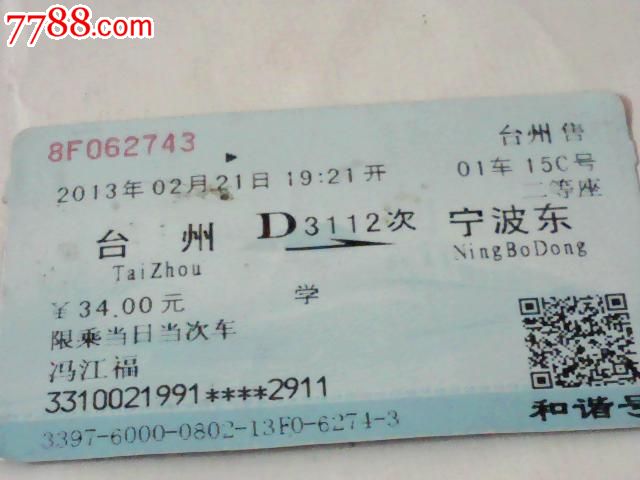 7788.com
8F062743
台州售
2013年02月21日 19:21开
01车 15C号
二等座
台州 D3112次 宁波东
TaiZhou NingBoDong
¥34.00元 学
限乘当日当次车
冯江福
3310021991****2911
和谐号
3397-6000-0802-13F0-6274-3